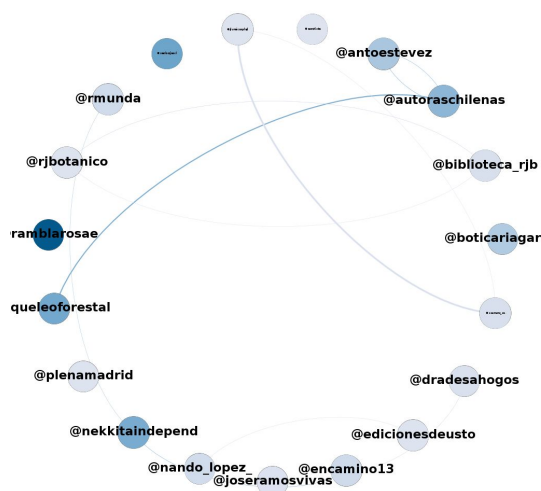 @antoestevez
@rmunda
@autoraschilenas
@rjbotanico
@biblioteca_rjb
ramblarosae
@boticariagar
queleoforestal
@plenamadrid
@dradesahogos
@nekkitaindepend
@edicionesdeusto
@nando_lopez_
@encamino13
@joseramosvivas